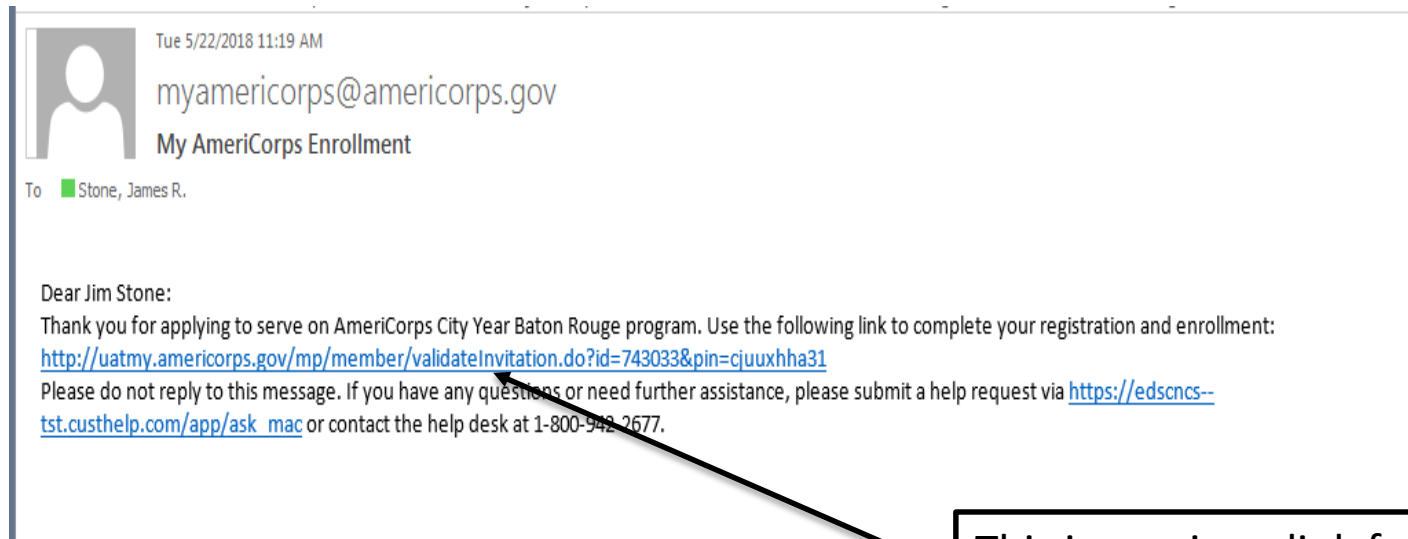 Tue 5/22/2018 11:19 AM
myamericorps@americorps.gov
My AmeriCorps Enrollment
To Stone, James R.
Dear Jim Stone:
Thank you for applying to serve on AmeriCorps City Year Baton Rouge program. Use the following link to complete your registration and enrollment:
http://uatmy.americorps.gov/mp/member/validateInvitation.do?id=743033&pin=cjuuxhha31
Please do not reply to this message. If you have any questions or need further assistance, please submit a help request via https://edscncs--
tst.custhelp.com/app/ask_mac or contact the help desk at 1-800-942-2677.